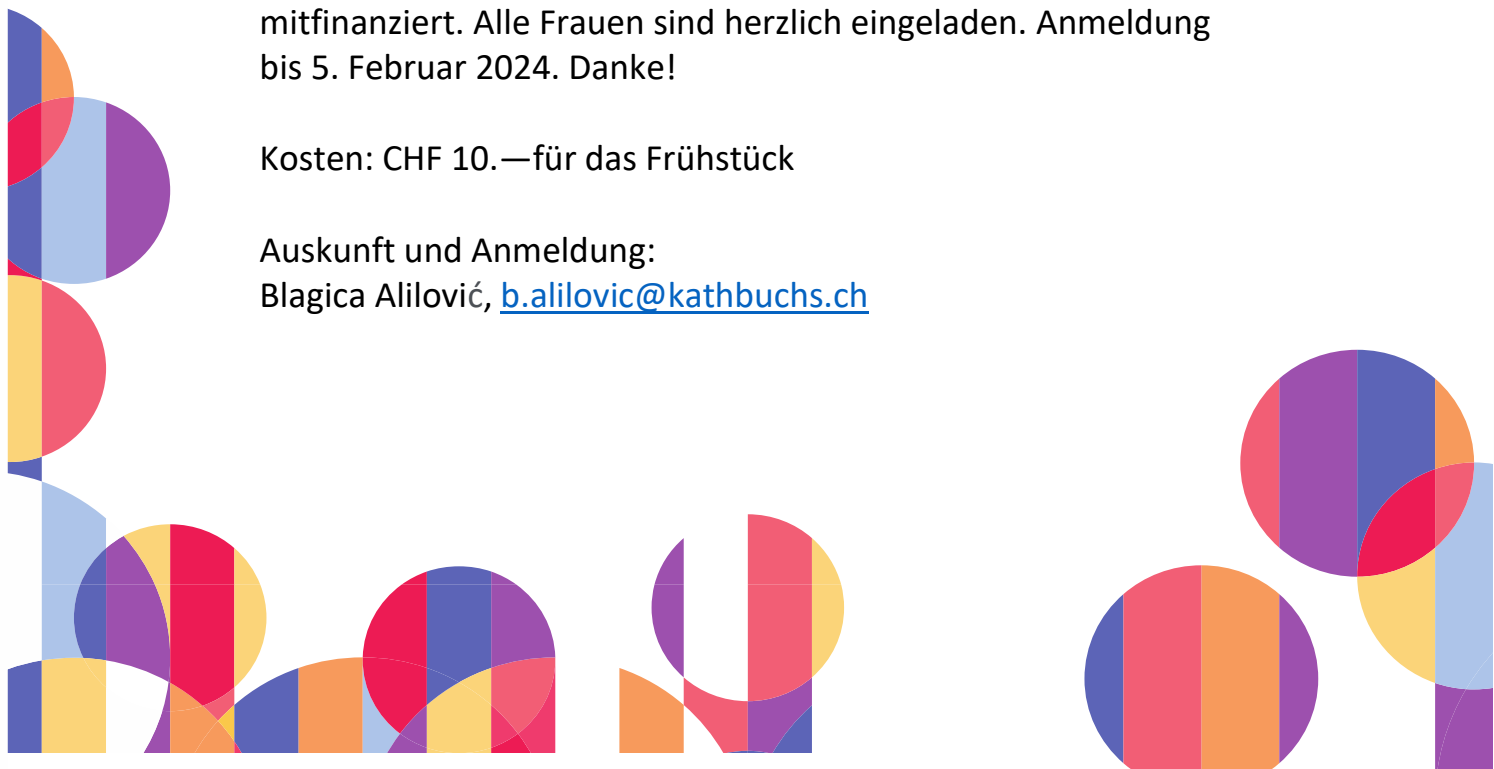 mitfinanziert. Alle Frauen sind herzlich eingeladen. Anmeldung
bis 5. Februar 2024. Danke!
Kosten: CHF 10.—für das Frühstück
Auskunft und Anmeldung:
Blagica Alilović, b.alilovic@kathbuchs.ch